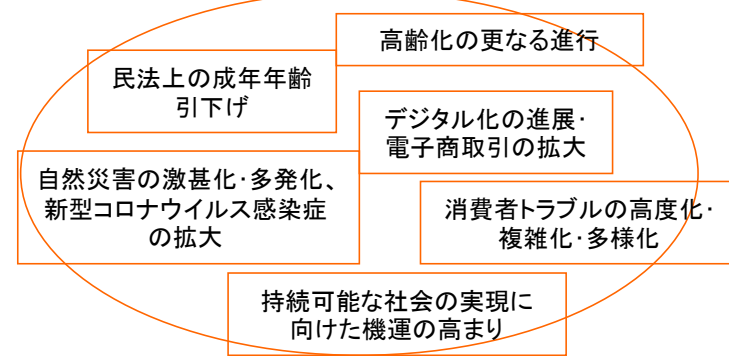 高齢化の更なる進行
民法上の成年年齢
引下げ
デジタル化の進展･
電子商取引の拡大
自然災害の激甚化･多発化、
新型コロナウイルス感染症
の拡大
消費者トラブルの高度化･
複雑化･多様化
持続可能な社会の実現に
向けた機運の高まり